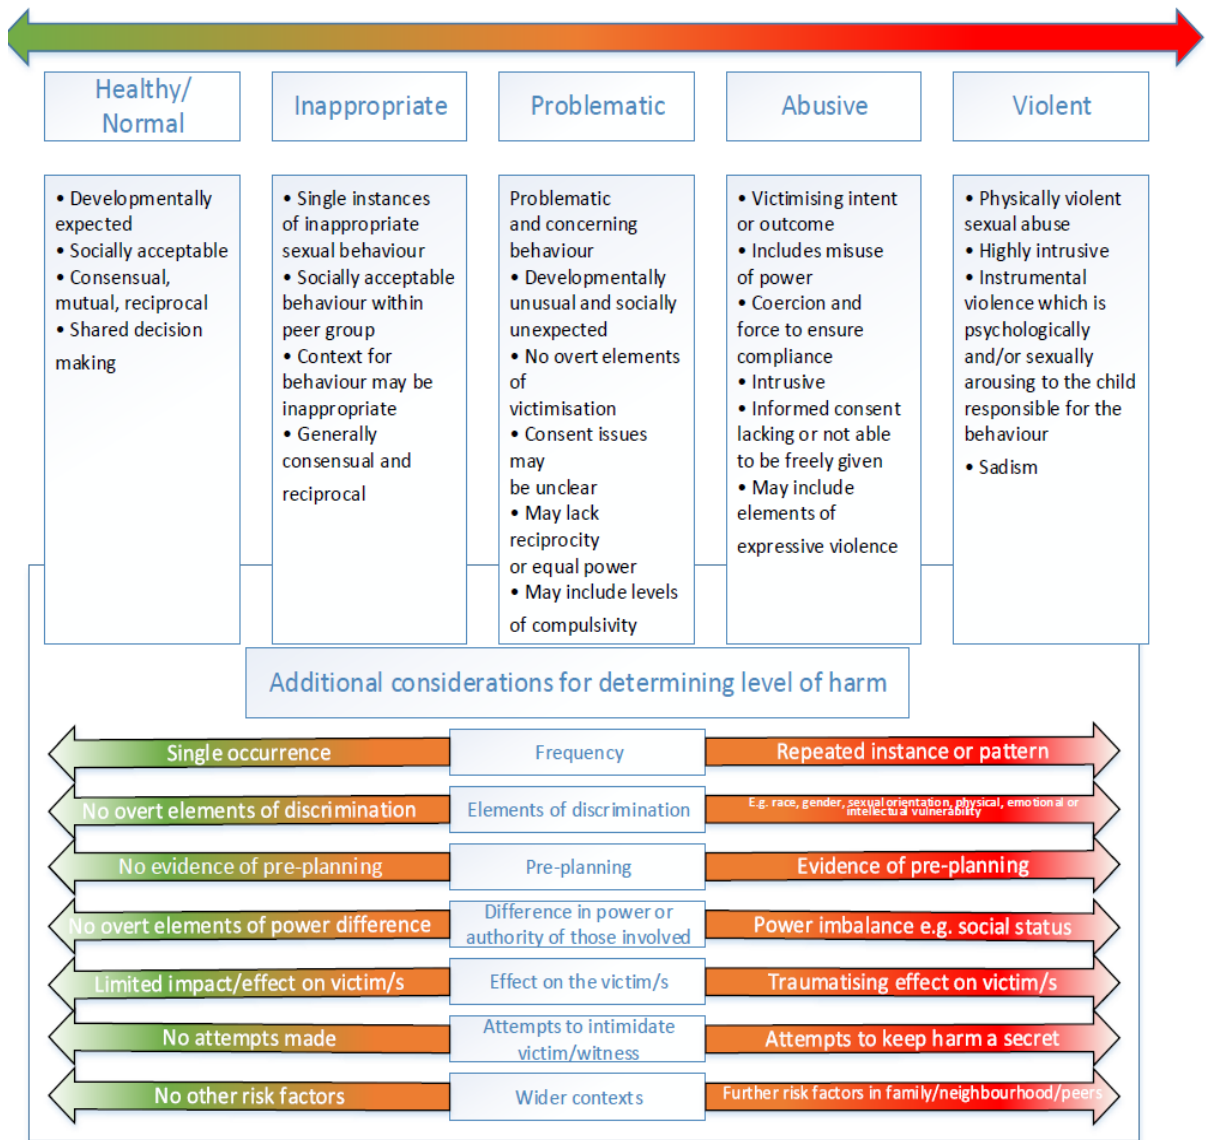 Healthy/
Normal
Inappropriate
Problematic
Abusive
Violent
• Developmentally
expected
• Socially acceptable
• Consensual,
mutual, reciprocal
• Shared decision
making
• Single instances
of inappropriate
sexual behaviour
• Socially acceptable
behaviour within
peer group
• Context for
behaviour may be
inappropriate
• Generally
consensual and
reciprocal
Problematic
and concerning
behaviour
• Developmentally
unusual and socially
unexpected
• No overt elements
of
victimisation
• Consent issues
may
be unclear
• May lack
reciprocity
or equal power
• May include levels
of compulsivity
• Victimising intent
or outcome
• Includes misuse
of power
• Coercion and
force to ensure
compliance
• Intrusive
• Informed consent
lacking or not able
to be freely given
• May include
elements of
expressive violence
• Physically violent
sexual abuse
• Highly intrusive
• Instrumental
violence which is
psychologically
and/or sexually
arousing to the child
responsible for the
behaviour
• Sadism
Additional considerations for determining level of harm
Single occurrence
Frequency
Repeated instance or pattern
No overt elements of discrimination
Elements of discrimination
E.g. race, gender, sexual orientation, physical, emotional or
intellectual vulnerability
No evidence of pre-planning
Pre-planning
Evidence of pre-planning
No overt elements of power difference
Difference in power or
authority of those involved
Power imbalance e.g. social status
Limited impact/effect on victim/s
Effect on the victim/s
Traumatising effect on victim/s
No attempts made
Attempts to intimidate
victim/witness
Attempts to keep harm a secret
No other risk factors
Wider contexts
Further risk factors in family/neighbourhood/peers